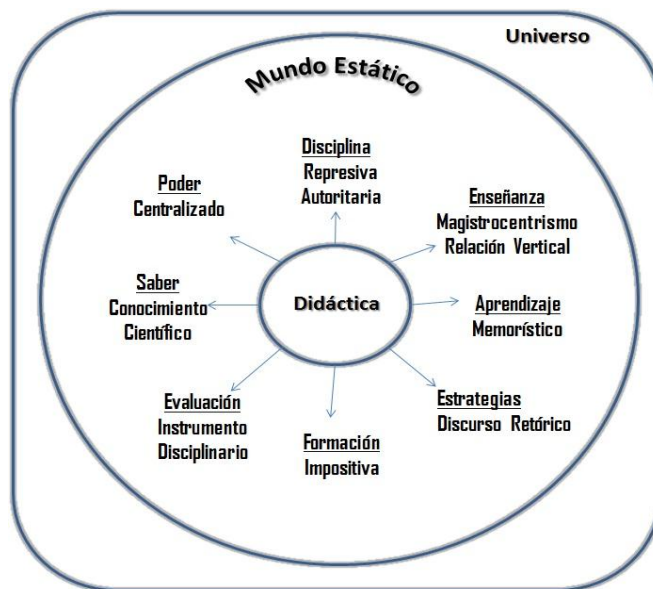 Universo
Mundo Estático
Disciplina
Represiva
Autoritaria
Poder
Centralizado
Enseñanza
Magistrocentrismo
Relación Vertical
Saber
Conocimiento
Científico
Didáctica
Aprendizaje
Memorístico
Evaluación
Instrumento
Disciplinario
Formación
Impositiva
Estrategias
Discurso Retórico